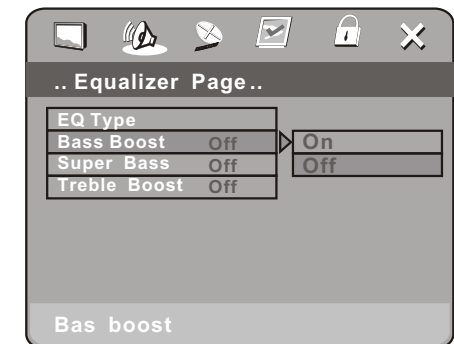 .. Equalizer Page..
EQ Type
Bass Boost Off On
Super Bass Off Off
Treble Boost Off
Bas boost